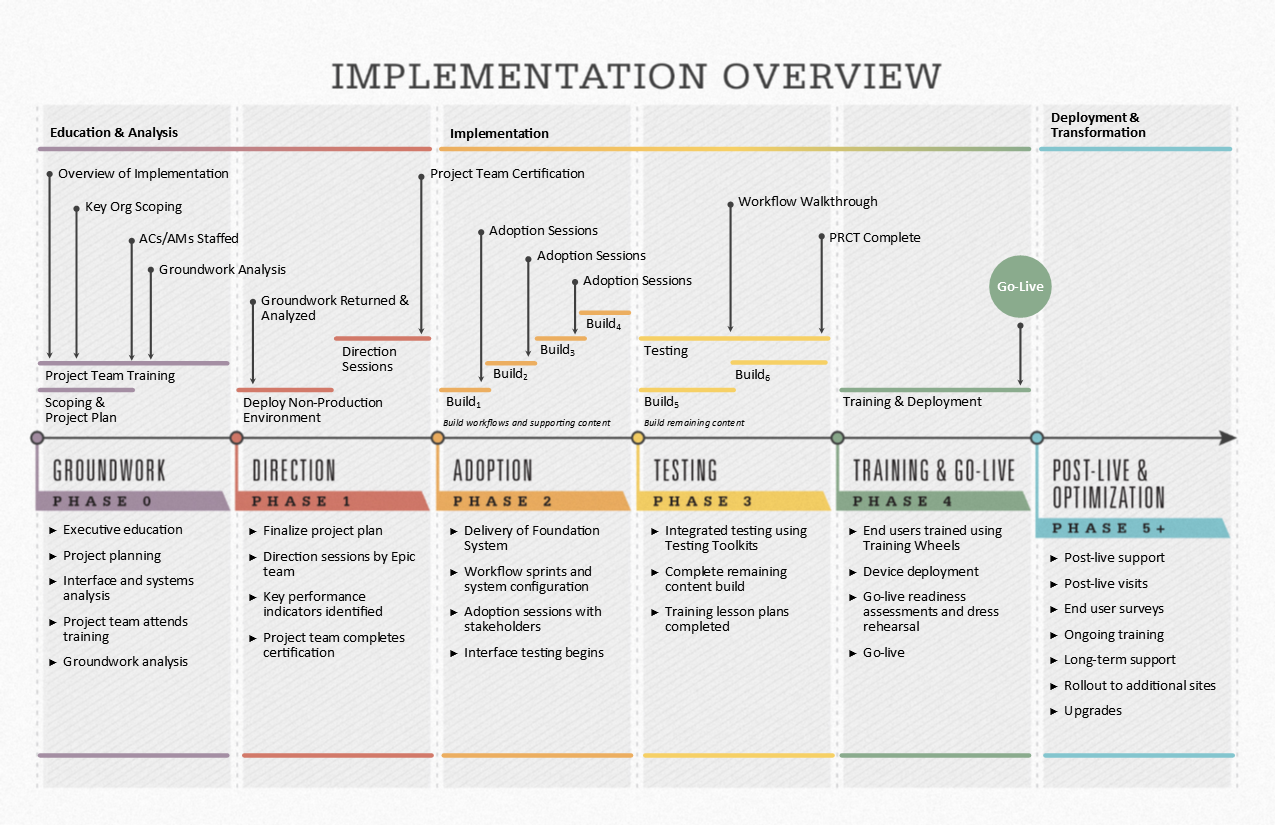 IMPLEMENTATION OVERVIEW
Education & Analysis
Implementation
Deployment &
Transformation
Overview of Implementation
Key Org Scoping
ACs/AMs Staffed
Groundwork Analysis
Project Team Training
Scoping &
Project Plan
Groundwork Returned &
Analyzed
Project Team Certification
Direction
Sessions
Deploy Non-Production
Environment
Adoption Sessions
Adoption Sessions
Adoption Sessions
Build4
Build3
Build2
Build1
Build workflows and supporting content
Workflow Walkthrough
PRCT Complete
Testing
Build6
Build5
Build remaining content
Go-Live
Training & Deployment
GROUNDWORK
PHASE 0
► Executive education
► Project planning
► Interface and systems
analysis
► Project team attends
training
► Groundwork analysis
DIRECTION
PHASE 1
► Finalize project plan
► Direction sessions by Epic
team
► Key performance
indicators identified
► Project team completes
certification
ADOPTION
PHASE 2
► Delivery of Foundation
System
► Workflow sprints and
system configuration
► Adoption sessions with
stakeholders
► Interface testing begins
TESTING
PHASE 3
► Integrated testing using
Testing Toolkits
► Complete remaining
content build
► Training lesson plans
completed
TRAINING & GO-LIVE
PHASE 4
► End users trained using
Training Wheels
► Device deployment
► Go-live readiness
assessments and dress
rehearsal
► Go-live
POST-LIVE &
OPTIMIZATION
PHASE 5+
► Post-live support
► Post-live visits
► End user surveys
► Ongoing training
► Long-term support
► Rollout to additional sites
► Upgrades